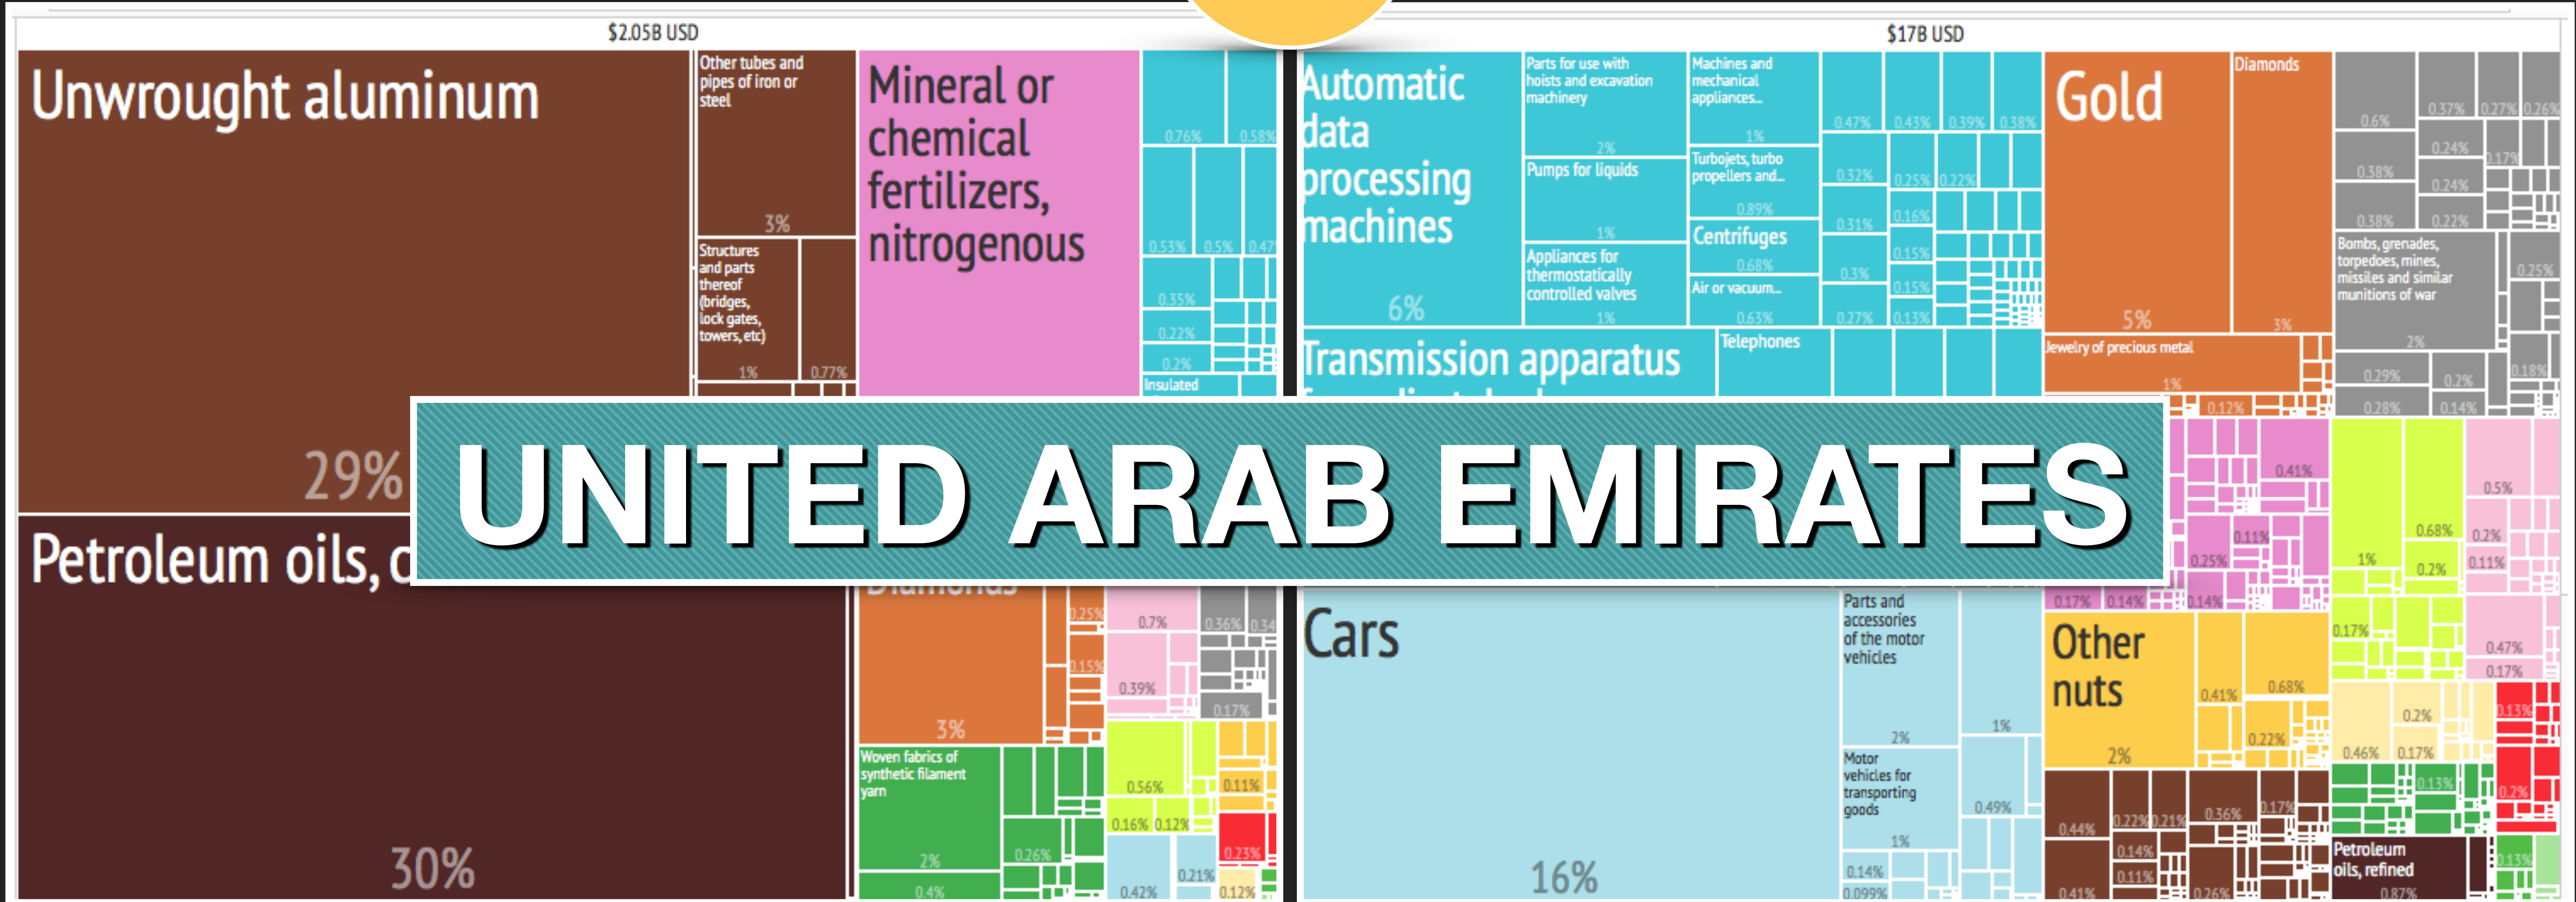 $2.05B USD
Unwrought aluminum
29%
Other tubes and
pipes of iron or
steel
3%
Structures
and parts
thereof
(bridges,
lock gates,
towers, etc)
1%
0.77%
Mineral or
chemical
fertilizers,
nitrogenous
0.76%
0.58%
0.53%
0.5%
0.47
0.35%
0.22%
0.2%
Insulated
Petroleum oils, c
30%
Diamonds
3%
0.25%
0.15%
0.7%
0.39%
0.36%
0.34
0.17%
Woven fabrics of
synthetic filament
yarn
2%
0.4%
0.26%
0.56%
0.16%
0.12%
0.11%
0.23%
0.42%
0.21%
0.12%
UNITED ARAB EMIRATES
$17B USD
Automatic
data
processing
machines
6%
Parts for use with
hoists and excavation
machinery
2%
Pumps for liquids
1%
Appliances for
thermostatically
controlled valves
1%
Machines and
mechanical
appliances...
1%
Turbojets, turbo
propellers and...
0.89%
Centrifuges
0.68%
Air or vacuum...
0.63%
0.47%
0.43%
0.39%
0.38%
0.32%
0.25%
0.22%
0.31%
0.16%
0.15%
0.3%
0.15%
0.27%
0.13%
Transmission apparatus
Telephones
Gold
5%
Diamonds
3%
Jewelry of precious metal
1%
0.12%
0.6%
0.37%
0.27%
0.26%
0.24%
0.17%
0.38%
0.24%
0.38%
0.22%
Bombs, grenades,
torpedoes, mines,
missiles and similar
munitions of war
2%
0.25%
0.29%
0.2%
0.18%
0.28%
0.14%
0.41%
0.11%
0.25%
0.17%
0.14%
0.14%
0.68%
1%
0.2%
0.17%
0.5%
0.2%
0.11%
0.47%
0.17%
Cars
16%
Parts and
accessories
of the motor
vehicles
2%
1%
Motor
vehicles for
transporting
goods
1%
0.49%
0.14%
0.099%
Other
nuts
2%
0.41%
0.68%
0.22%
0.44%
0.22%
0.21%
0.36%
0.17%
0.14%
0.11%
0.41%
0.26%
0.2%
0.46%
0.17%
0.13%
0.13%
0.2%
Petroleum
oils, refined
0.87%
0.13%